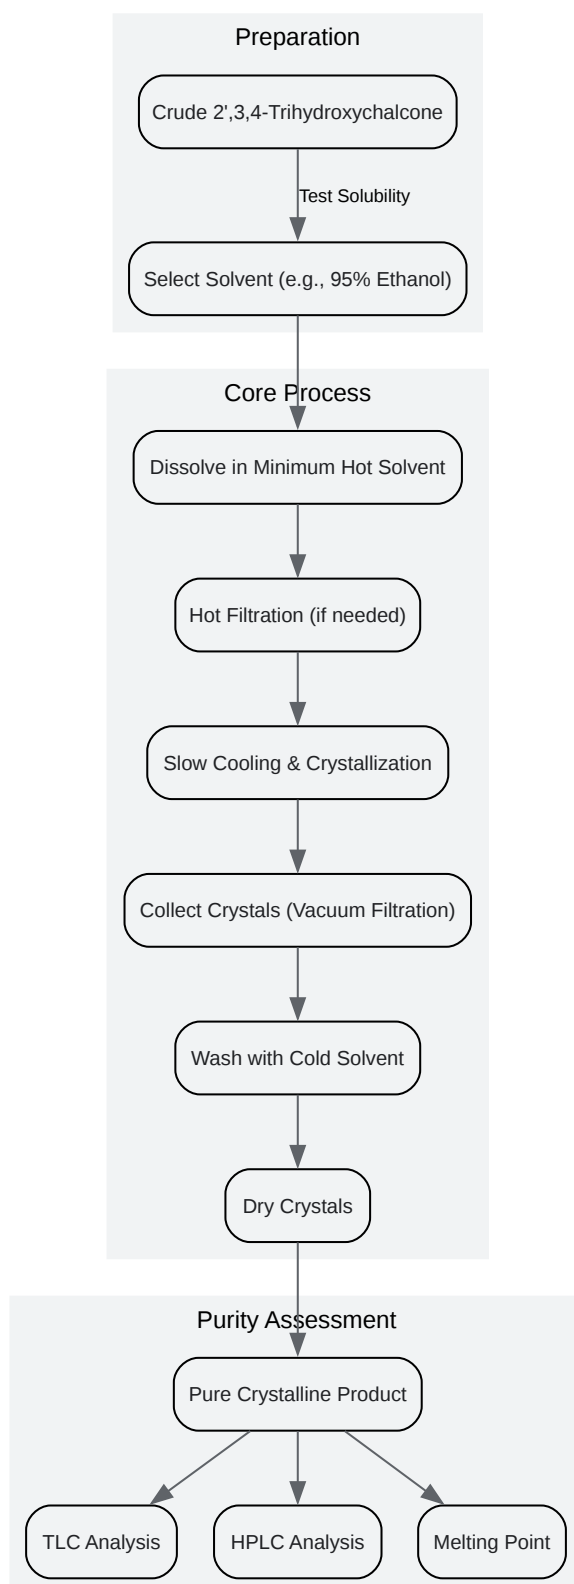 Preparation
Crude 2',3,4-Trihydroxychalcone
Test Solubility
Select Solvent (e.g., 95% Ethanol)
Core Process
Dissolve in Minimum Hot Solvent
Hot Filtration (if needed)
Slow Cooling & Crystallization
Collect Crystals (Vacuum Filtration)
Wash with Cold Solvent
Dry Crystals
Purity Assessment
Pure Crystalline Product
TLC Analysis
HPLC Analysis
Melting Point